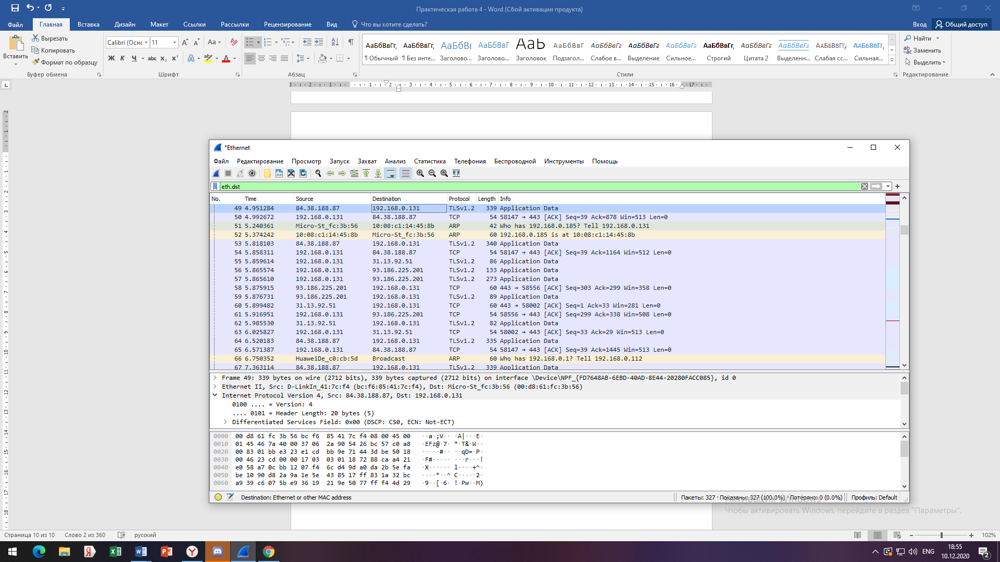 Практическая работа 4 - Word (Сбой активации продукта)
Файл Главная Вставка Дизайн Макет Ссылки Рассылки Рецензирование Вид Что вы хотите сделать? Вход Общий доступ
Вставить
Вырезать
Копировать
Формат по образцу
Буфер обмена
Calibri (Оснс 11
Ж К Ч abc x₂ x²
Шрифт
Абзац
АаБбВвГг, АаБбВвГг, АаБбВı АаБбВвГ АаЬ АаБбВвГ АаБбВвГг АаБбВвГг АаБбВвГг АаБбВвГг, АаБбВвГг АаБбВвГг ААБбВвГг, ААБбВвГг,
¶ Обычный ¶ Без инте... Заголово... Заголово... Заголовок Подзагол... Слабое в... Выделение Сильное... Строгий Цитата 2 Выделенн... Слабая сс... Сильная...
Стили
Найти
Заменить
Выделить
Редактирование
3 2 1 1 2 3 4 5 6 7 8 9 10 11 12 13 14 15 16 17
*Ethernet
Файл Редактирование Просмотр Запуск Захват Анализ Статистика Телефония Беспроводной Инструменты Помощь
eth.dst
No. Time Source Destination Protocol Length Info
49 4.951284 84.38.188.87 192.168.0.131 TLSv1.2 339 Application Data
50 4.992672 192.168.0.131 84.38.188.87 TCP 54 58147 → 443 [ACK] Seq=39 Ack=878 Win=513 Len=0
51 5.240361 Micro-St_fc:3b:56 10:08:c1:14:45:8b ARP 42 Who has 192.168.0.185? Tell 192.168.0.131
52 5.374242 10:08:c1:14:45:8b Micro-St_fc:3b:56 ARP 60 192.168.0.185 is at 10:08:c1:14:45:8b
53 5.818103 84.38.188.87 192.168.0.131 TLSv1.2 340 Application Data
54 5.858311 192.168.0.131 84.38.188.87 TCP 54 58147 → 443 [ACK] Seq=39 Ack=1164 Win=512 Len=0
55 5.859614 192.168.0.131 31.13.92.51 TLSv1.2 86 Application Data
56 5.865574 192.168.0.131 93.186.225.201 TLSv1.2 133 Application Data
57 5.865610 192.168.0.131 93.186.225.201 TLSv1.2 273 Application Data
58 5.875915 93.186.225.201 192.168.0.131 TCP 60 443 → 58556 [ACK] Seq=303 Ack=299 Win=358 Len=0
59 5.876731 93.186.225.201 192.168.0.131 TLSv1.2 89 Application Data
60 5.899482 31.13.92.51 192.168.0.131 TCP 60 443 → 58002 [ACK] Seq=1 Ack=33 Win=281 Len=0
61 5.916951 192.168.0.131 93.186.225.201 TCP 54 58556 → 443 [ACK] Seq=299 Ack=338 Win=508 Len=0
62 5.985530 31.13.92.51 192.168.0.131 TLSv1.2 82 Application Data
63 6.025827 192.168.0.131 31.13.92.51 TCP 54 58002 → 443 [ACK] Seq=33 Ack=29 Win=513 Len=0
64 6.520183 84.38.188.87 192.168.0.131 TLSv1.2 335 Application Data
65 6.571387 192.168.0.131 84.38.188.87 TCP 54 58147 → 443 [ACK] Seq=39 Ack=1445 Win=513 Len=0
66 6.750352 HuaweiDe_c0:cb:5d Broadcast ARP 60 Who has 192.168.0.1? Tell 192.168.0.112
67 7.363114 84.38.188.87 192.168.0.131 TLSv1.2 339 Application Data
Frame 49: 339 bytes on wire (2712 bits), 339 bytes captured (2712 bits) on interface \Device\NPF_{FD7648AB-6EBD-40AD-8E44-20280FACC085}, id 0
Ethernet II, Src: D-LinkIn_41:7c:f4 (bc:f6:85:41:7c:f4), Dst: Micro-St_fc:3b:56 (00:d8:61:fc:3b:56)
Internet Protocol Version 4, Src: 84.38.188.87, Dst: 192.168.0.131
0100 .... = Version: 4
.... 0101 = Header Length: 20 bytes (5)
Differentiated Services Field: 0x00 (DSCP: CS0, ECN: Not-ECT)
0000 00 d8 61 fc 3b 56 bc f6 85 41 7c f4 08 00 45 00 ··a·;V·· ·A|···E·
0010 01 45 46 7a 40 00 37 06 2a 90 54 26 bc 57 c0 a8 ·EFz@·7· *·T&·W··
0020 00 83 01 bb e3 23 e1 cd bb 9e 71 44 3d be 50 18 ·····#·· ··qD=·P·
0030 00 46 23 cd 00 00 17 03 03 01 18 72 88 ca a4 21 ·F#····· ···r···!
0040 e0 58 a7 0c bb 12 07 f4 6c d4 9d a0 da 2b 5e fa ·X······ l····+^·
0050 be 10 90 d8 2a 9a 1e 5e 43 85 17 ff 83 1a 32 bc ····*··^ C·····2·
0060 a9 39 c6 07 5b e9 36 19 21 9e 50 77 ff f4 4d 29 ·9··[·6· !·Pw··M)
Destination: Ethernet or other MAC address
Пакеты: 327 · Показаны: 327 (100.0%) · Потеряно: 0 (0.0%)
Профиль: Default
Активация Windows
Чтобы активировать Windows, перейдите в раздел "Параметры".
Страница 10 из 10 Слово 2 из 360 русский 102%
ENG
18:55
10.12.2020
2